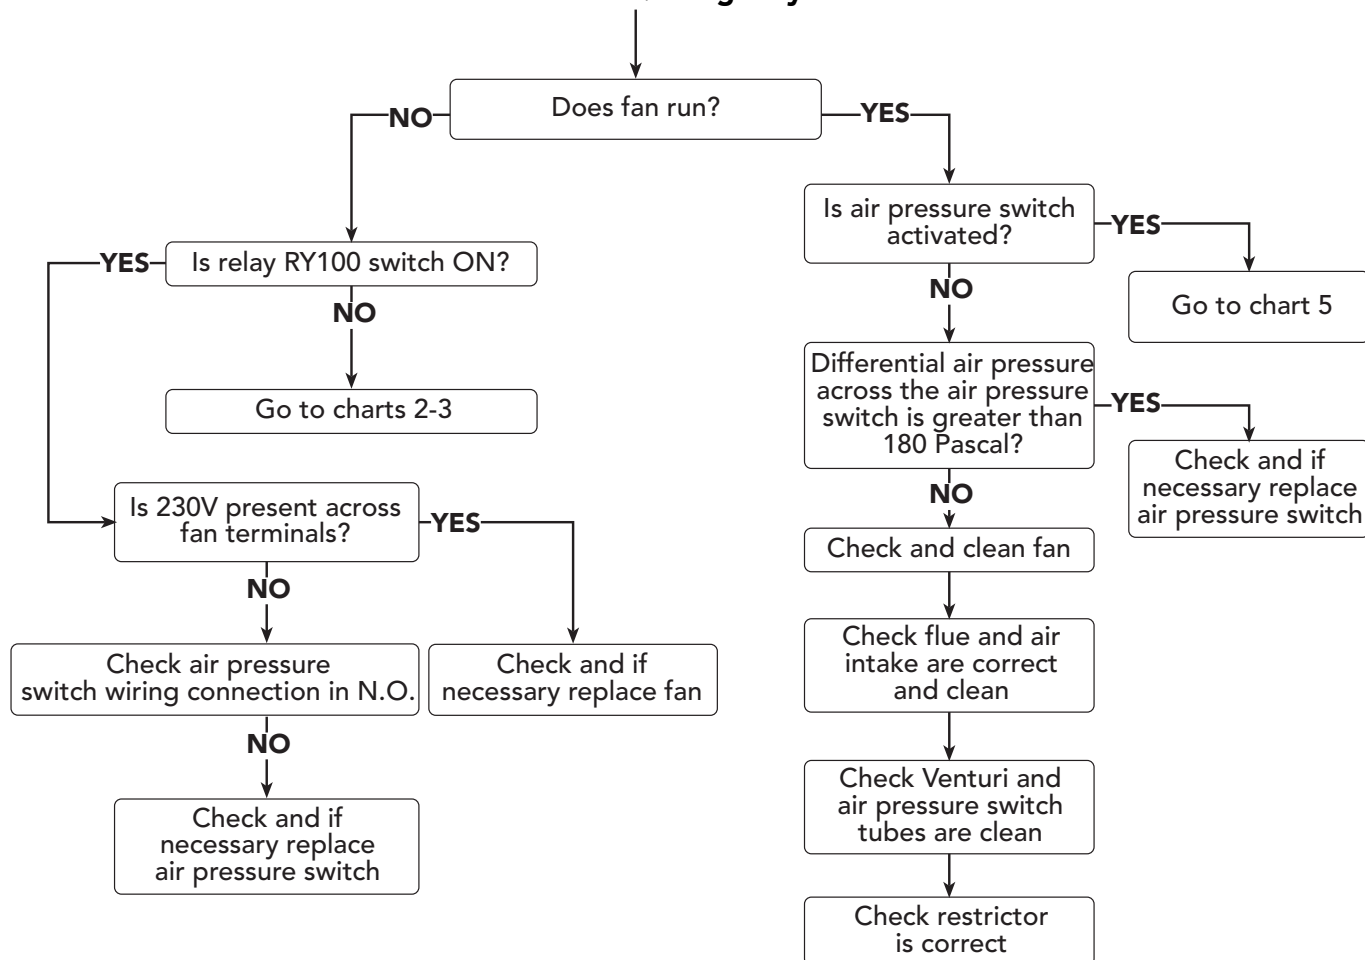 Does fan run?
NO
YES
Is air pressure switch
activated?
YES
Is relay RY100 switch ON?
YES
NO
NO
Go to chart 5
Differential air pressure
across the air pressure
switch is greater than
180 Pascal?
YES
Go to charts 2-3
Check and if
necessary replace
air pressure switch
Is 230V present across
fan terminals?
YES
NO
NO
Check and clean fan
Check flue and air
intake are correct
and clean
Check air pressure
switch wiring connection in N.O.
Check and if
necessary replace fan
NO
Check Venturi and
air pressure switch
tubes are clean
Check and if
necessary replace
air pressure switch
Check restrictor
is correct